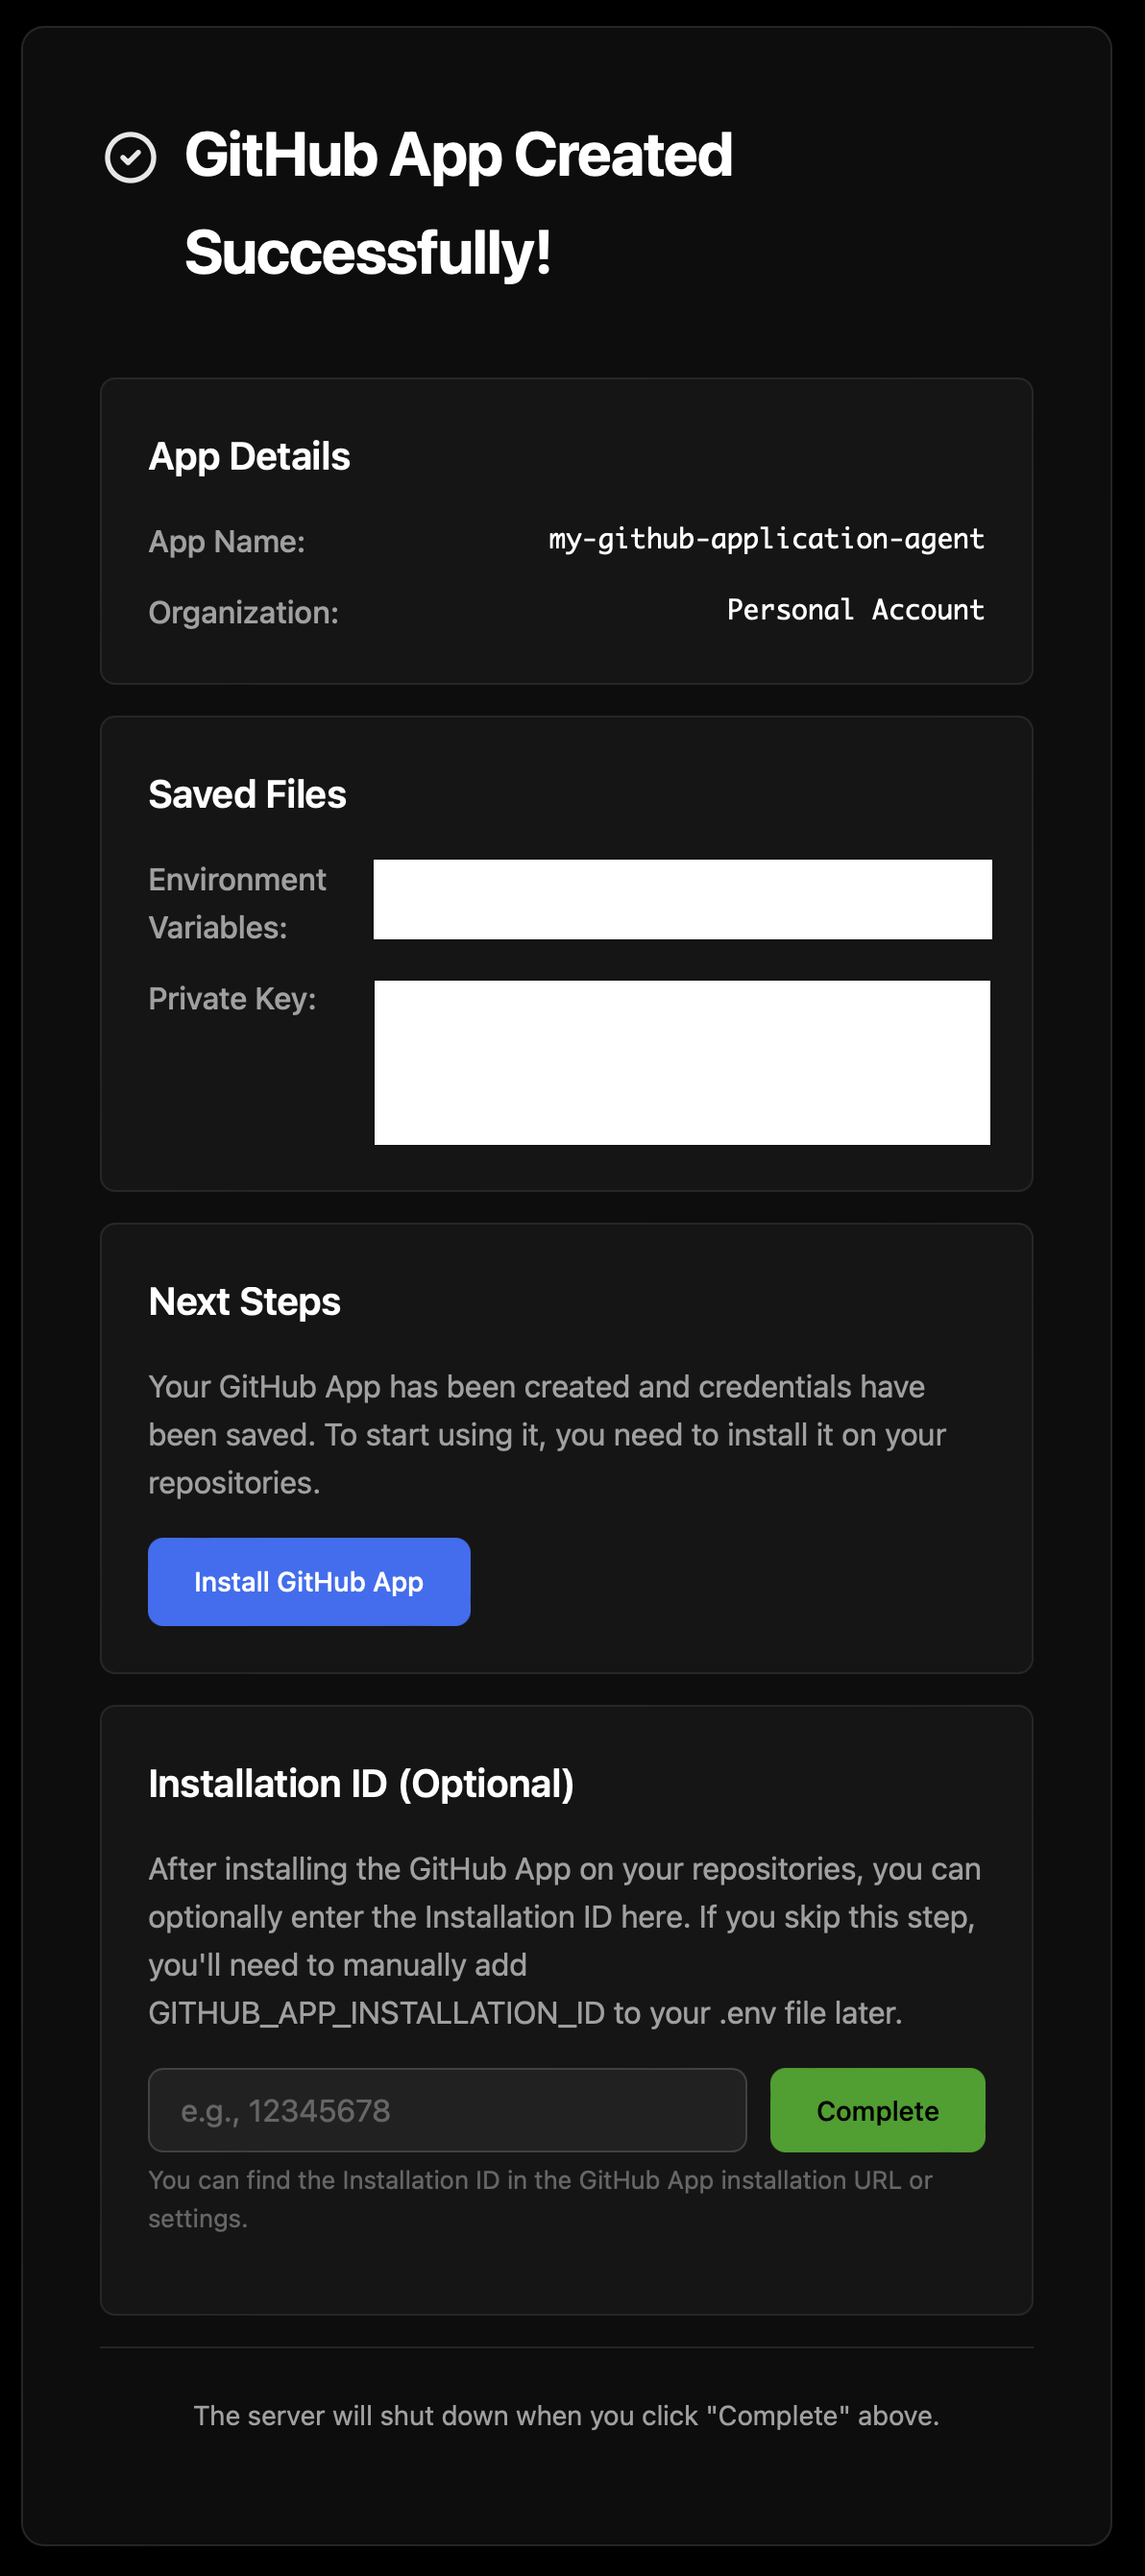 GitHub App Created
Successfully!
App Details
App Name:
my-github-application-agent
Organization:
Personal Account
Saved Files
Environment
Variables:
Private Key:
Next Steps
Your GitHub App has been created and credentials have
been saved. To start using it, you need to install it on your
repositories.
Install GitHub App
Installation ID (Optional)
After installing the GitHub App on your repositories, you can
optionally enter the Installation ID here. If you skip this step,
you'll need to manually add
GITHUB_APP_INSTALLATION_ID to your .env file later.
e.g., 12345678
Complete
You can find the Installation ID in the GitHub App installation URL or
settings.
The server will shut down when you click "Complete" above.